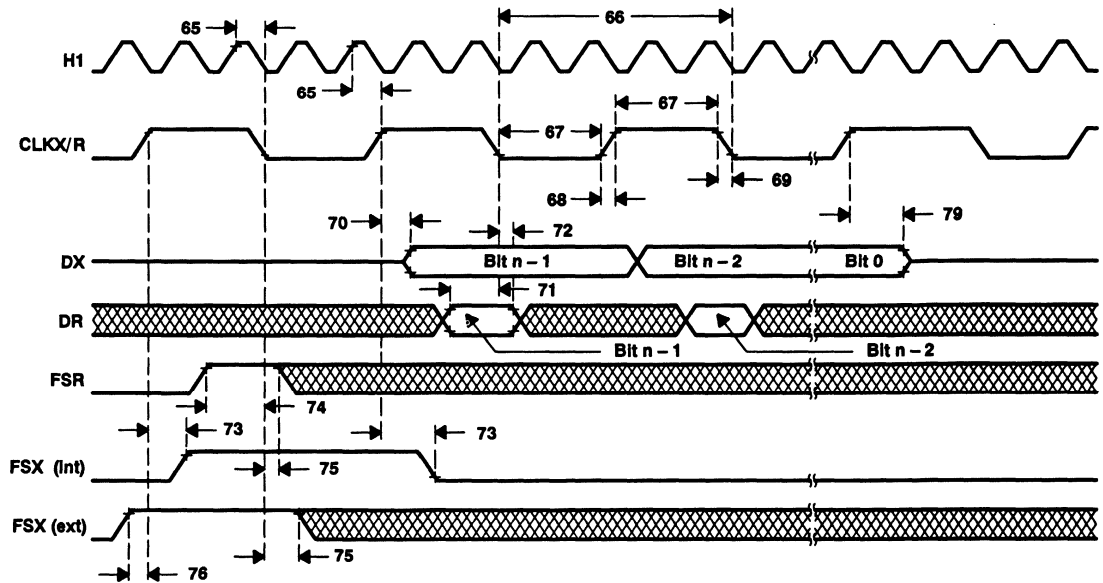 65
66
H1
65
67
67
CLKX/R
68
69
70
72
79
DX
Bit n – 1
Bit n – 2
Bit 0
71
DR
Bit n – 1
Bit n – 2
FSR
74
73
73
FSX (Int)
75
FSX (ext)
75
76